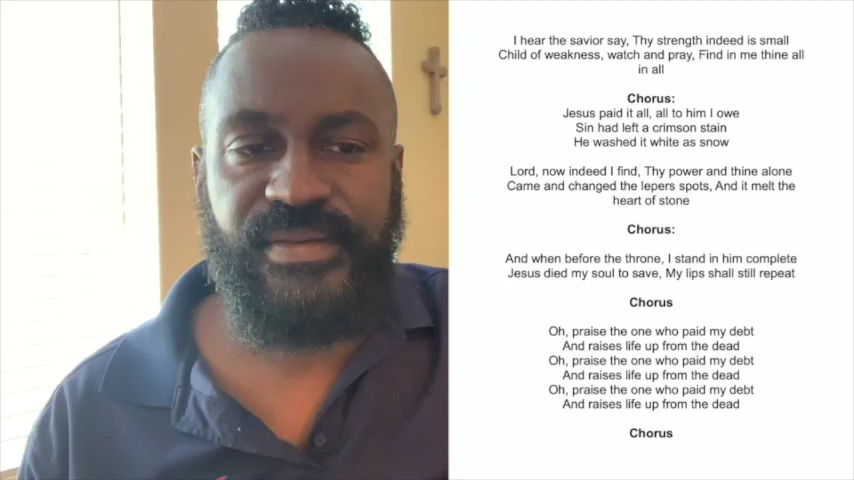 I hear the savior say, Thy strength indeed is small
Child of weakness, watch and pray, Find in me thine all
in all
Chorus:
Jesus paid it all, all to him I owe
Sin had left a crimson stain
He washed it white as snow
Lord, now indeed I find, Thy power and thine alone
Came and changed the lepers spots, And it melt the
heart of stone
Chorus:
And when before the throne, I stand in him complete
Jesus died my soul to save, My lips shall still repeat
Chorus
Oh, praise the one who paid my debt
And raises life up from the dead
Oh, praise the one who paid my debt
And raises life up from the dead
Oh, praise the one who paid my debt
And raises life up from the dead
Chorus